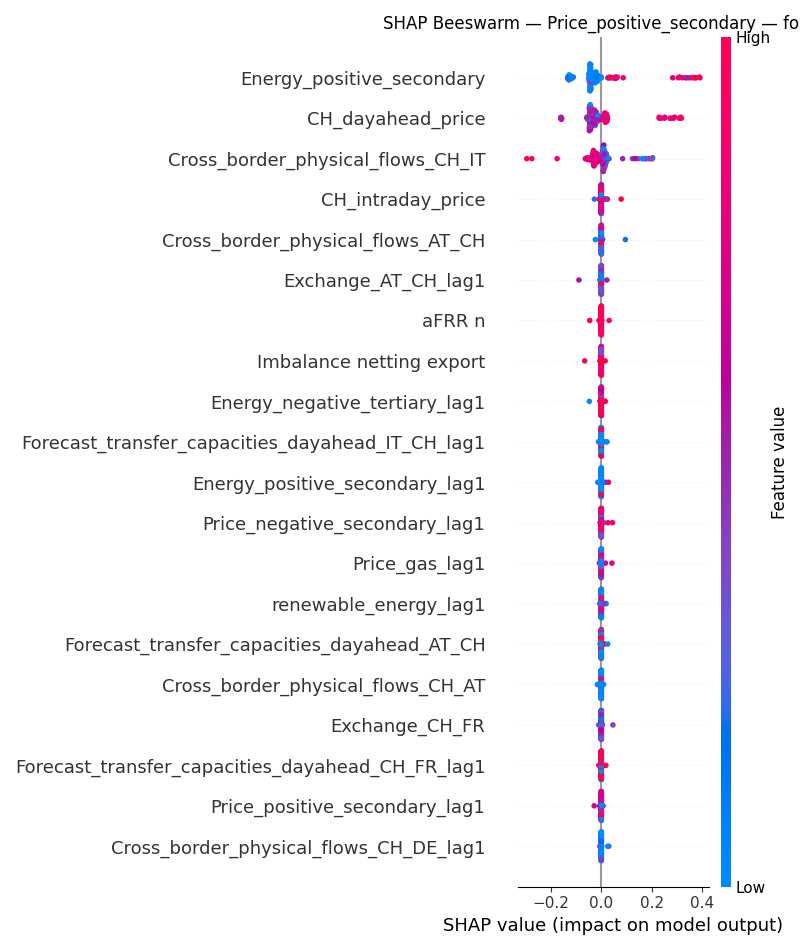 SHAP Beeswarm — Price_positive_secondary — fo
High
Energy_positive_secondary
CH_dayahead_price
Cross_border_physical_flows_CH_IT
CH_intraday_price
Cross_border_physical_flows_AT_CH
Exchange_AT_CH_lag1
aFRR n
Imbalance netting export
Energy_negative_tertiary_lag1
Forecast_transfer_capacities_dayahead_IT_CH_lag1
Energy_positive_secondary_lag1
Price_negative_secondary_lag1
Price_gas_lag1
renewable_energy_lag1
Forecast_transfer_capacities_dayahead_AT_CH
Cross_border_physical_flows_CH_AT
Exchange_CH_FR
Forecast_transfer_capacities_dayahead_CH_FR_lag1
Price_positive_secondary_lag1
Cross_border_physical_flows_CH_DE_lag1
Feature value
Low
−0.2 0.0 0.2 0.4
SHAP value (impact on model output)